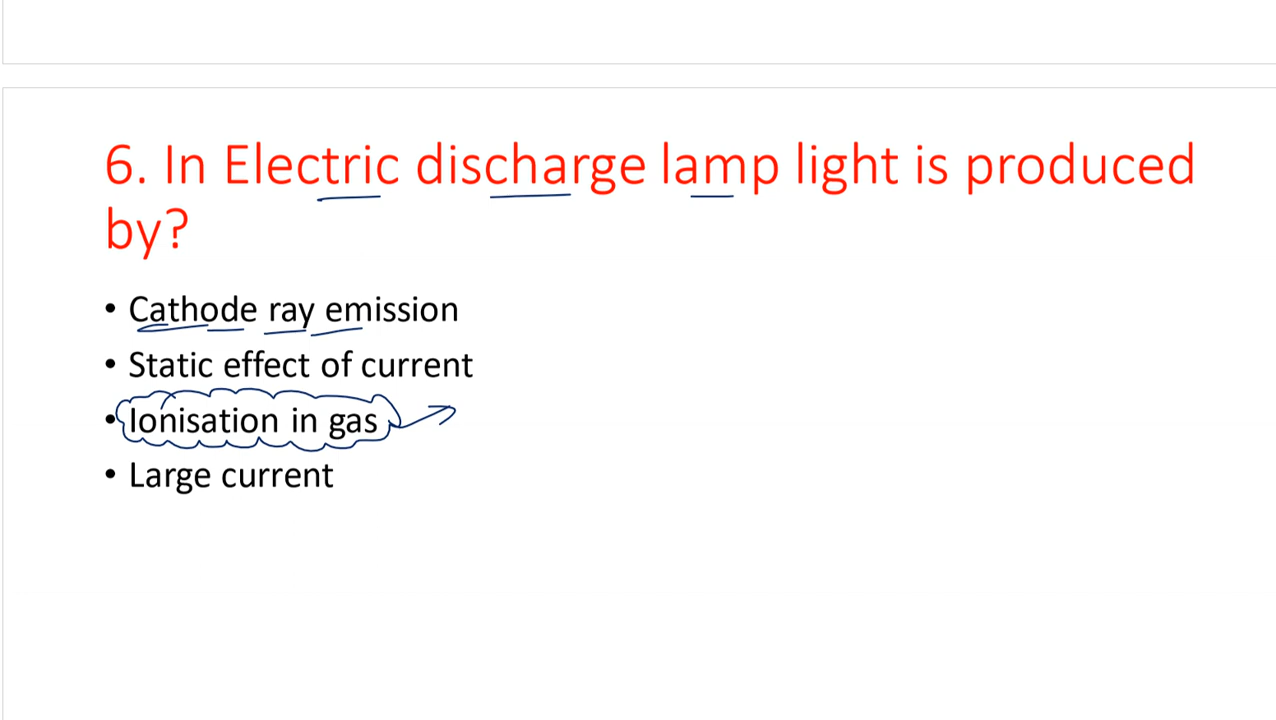 6. In Electric discharge lamp light is produced
by?
• Cathode ray emission
• Static effect of current
• Ionisation in gas
• Large current